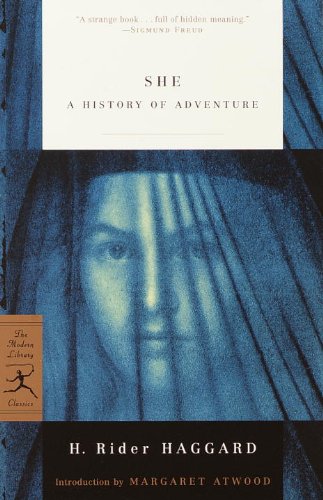 "A strange book . . . full of hidden meaning."
—SIGMUND FREUD
SHE
A HISTORY OF ADVENTURE
The
Modern
Library
Classics
H. Rider HAGGARD
Introduction by MARGARET ATWOOD